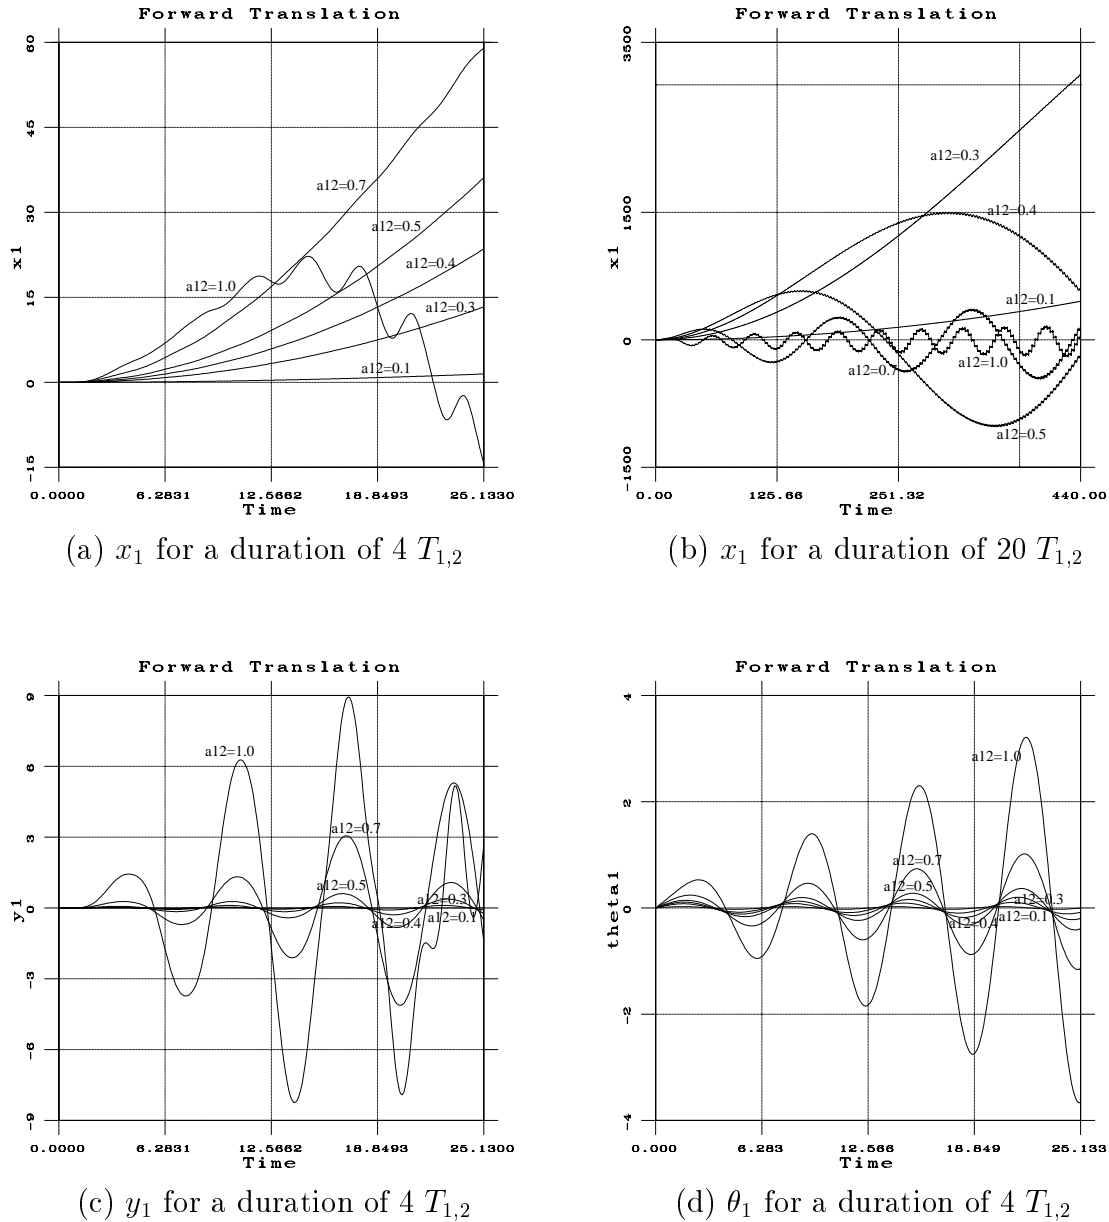 Forward Translation
60
45
30
15
0
-15
x1
a12=0.7
a12=0.5
a12=0.4
a12=1.0
a12=0.3
a12=0.1
0.0000 6.2831 12.5662 18.8493 25.1330
Time
(a) x1 for a duration of 4 T1,2
Forward Translation
3500
1500
0
-1500
x1
a12=0.3
a12=0.4
a12=0.1
a12=0.7
a12=1.0
a12=0.5
0.00 125.66 251.32 440.00
Time
(b) x1 for a duration of 20 T1,2
Forward Translation
9
6
3
0
-3
-6
-9
y1
a12=1.0
a12=0.7
a12=0.5
a12=0.3
a12=0.1
a12=0.4
0.0000 6.2831 12.5662 18.8493 25.1330
Time
(c) y1 for a duration of 4 T1,2
Forward Translation
4
2
0
-2
-4
theta1
a12=1.0
a12=0.7
a12=0.5
a12=0.3
a12=0.1
a12=0.4
0.000 6.283 12.566 18.849 25.133
Time
(d) θ1 for a duration of 4 T1,2